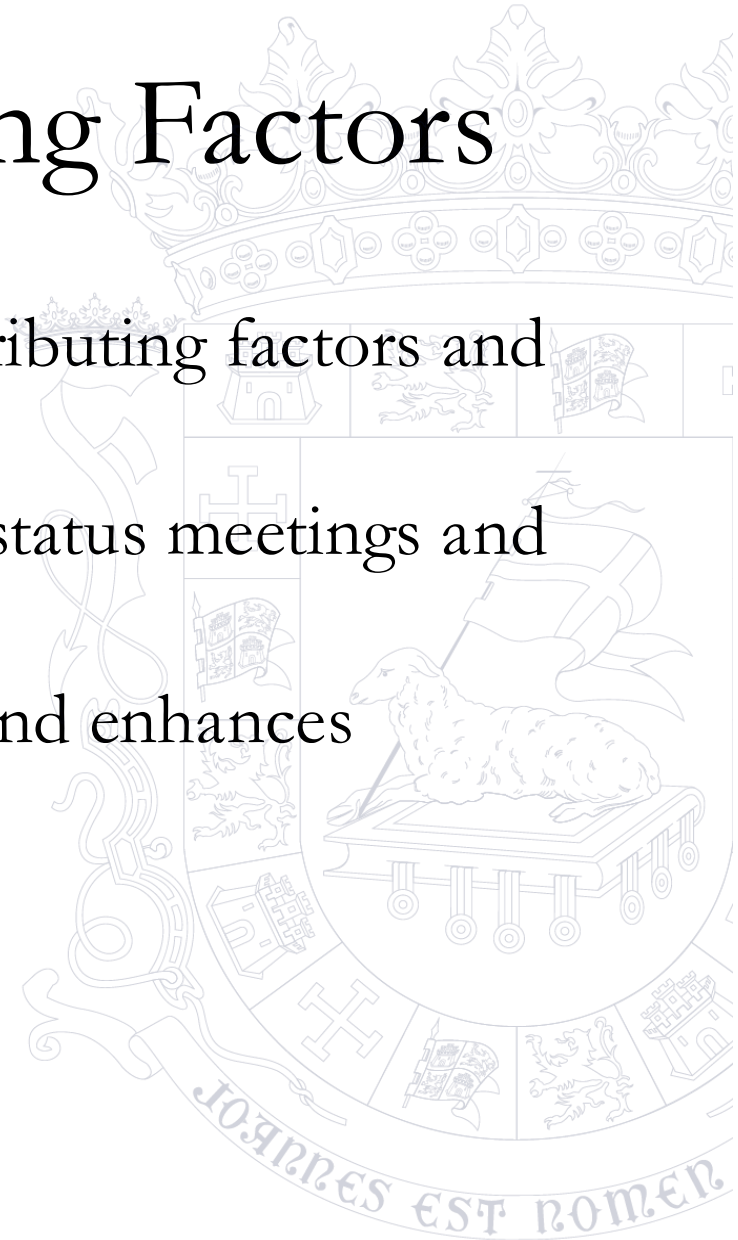 ng Factors
ributing factors and
status meetings and
nd enhances
JOANNES EST NOMEN